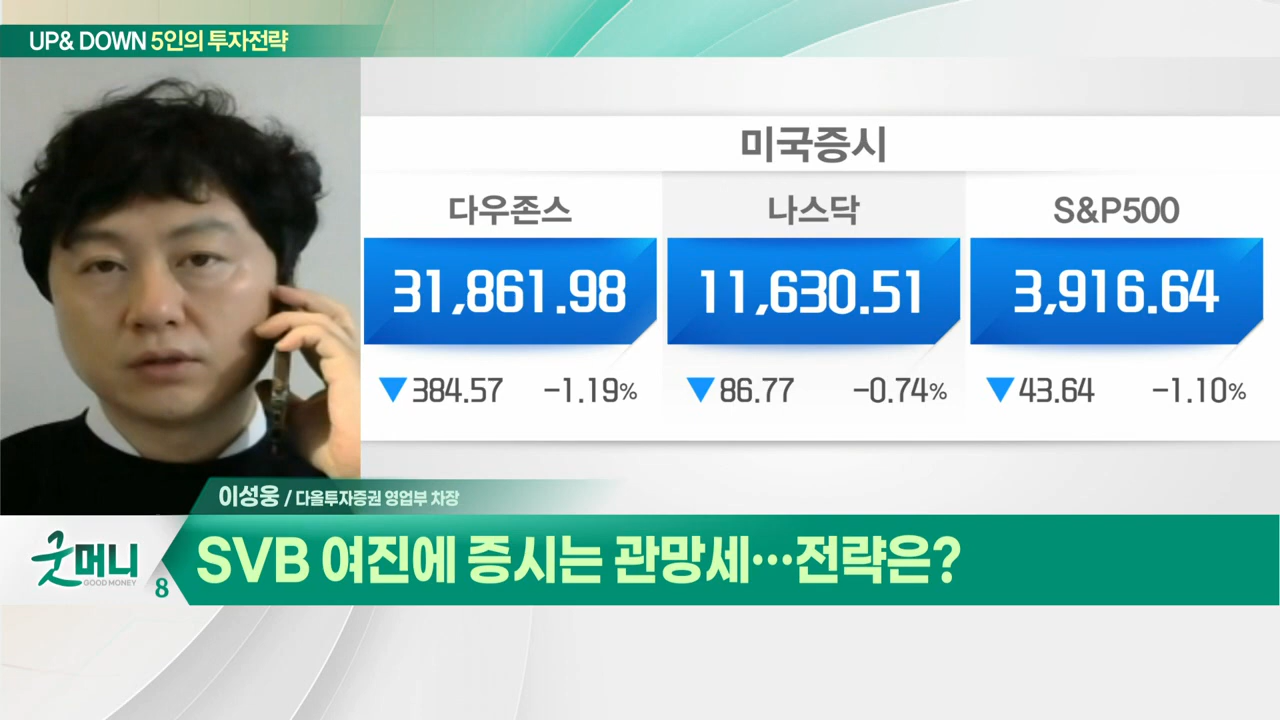 UP& DOWN 5인의 투자전략
미국증시
다우존스 나스닥 S&P500
31,861.98 11,630.51 3,916.64
▼384.57 -1.19% ▼86.77 -0.74% ▼43.64 -1.10%
이성웅 / 다올투자증권 영업부 차장
굿머니
GOOD MONEY
8
SVB 여진에 증시는 관망세…전략은?